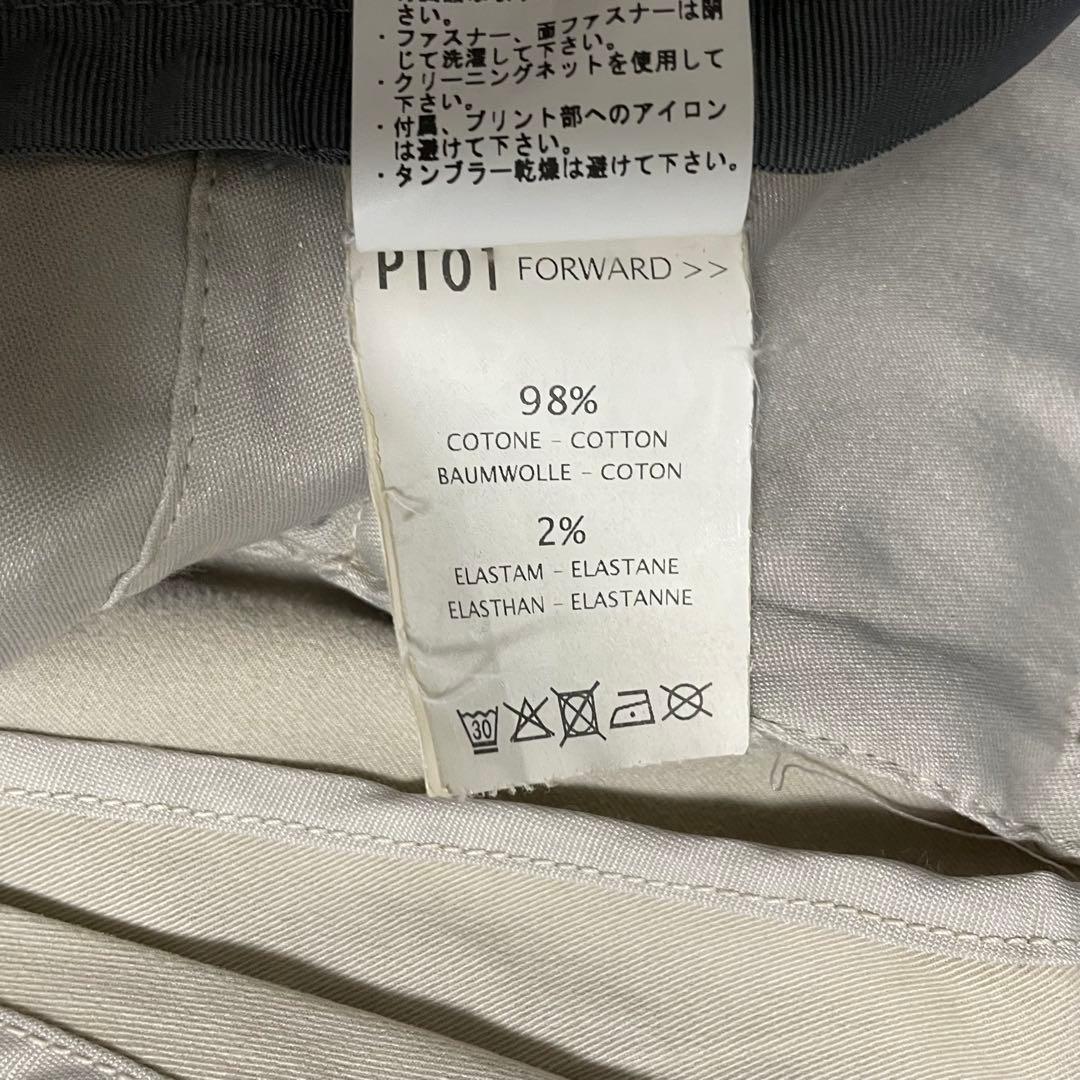 さい。
・ファスナー、面ファスナーは閉
じて洗濯して下さい。
・クリーニングネットを使用して
下さい。
・付属、プリント部へのアイロン
は避けて下さい。
・タンブラー乾燥は避けて下さい。
PT01 FORWARD >>
98%
COTONE - COTTON
BAUMWOLLE - COTON
2%
ELASTAM - ELASTANE
ELASTHAN - ELASTANNE
30